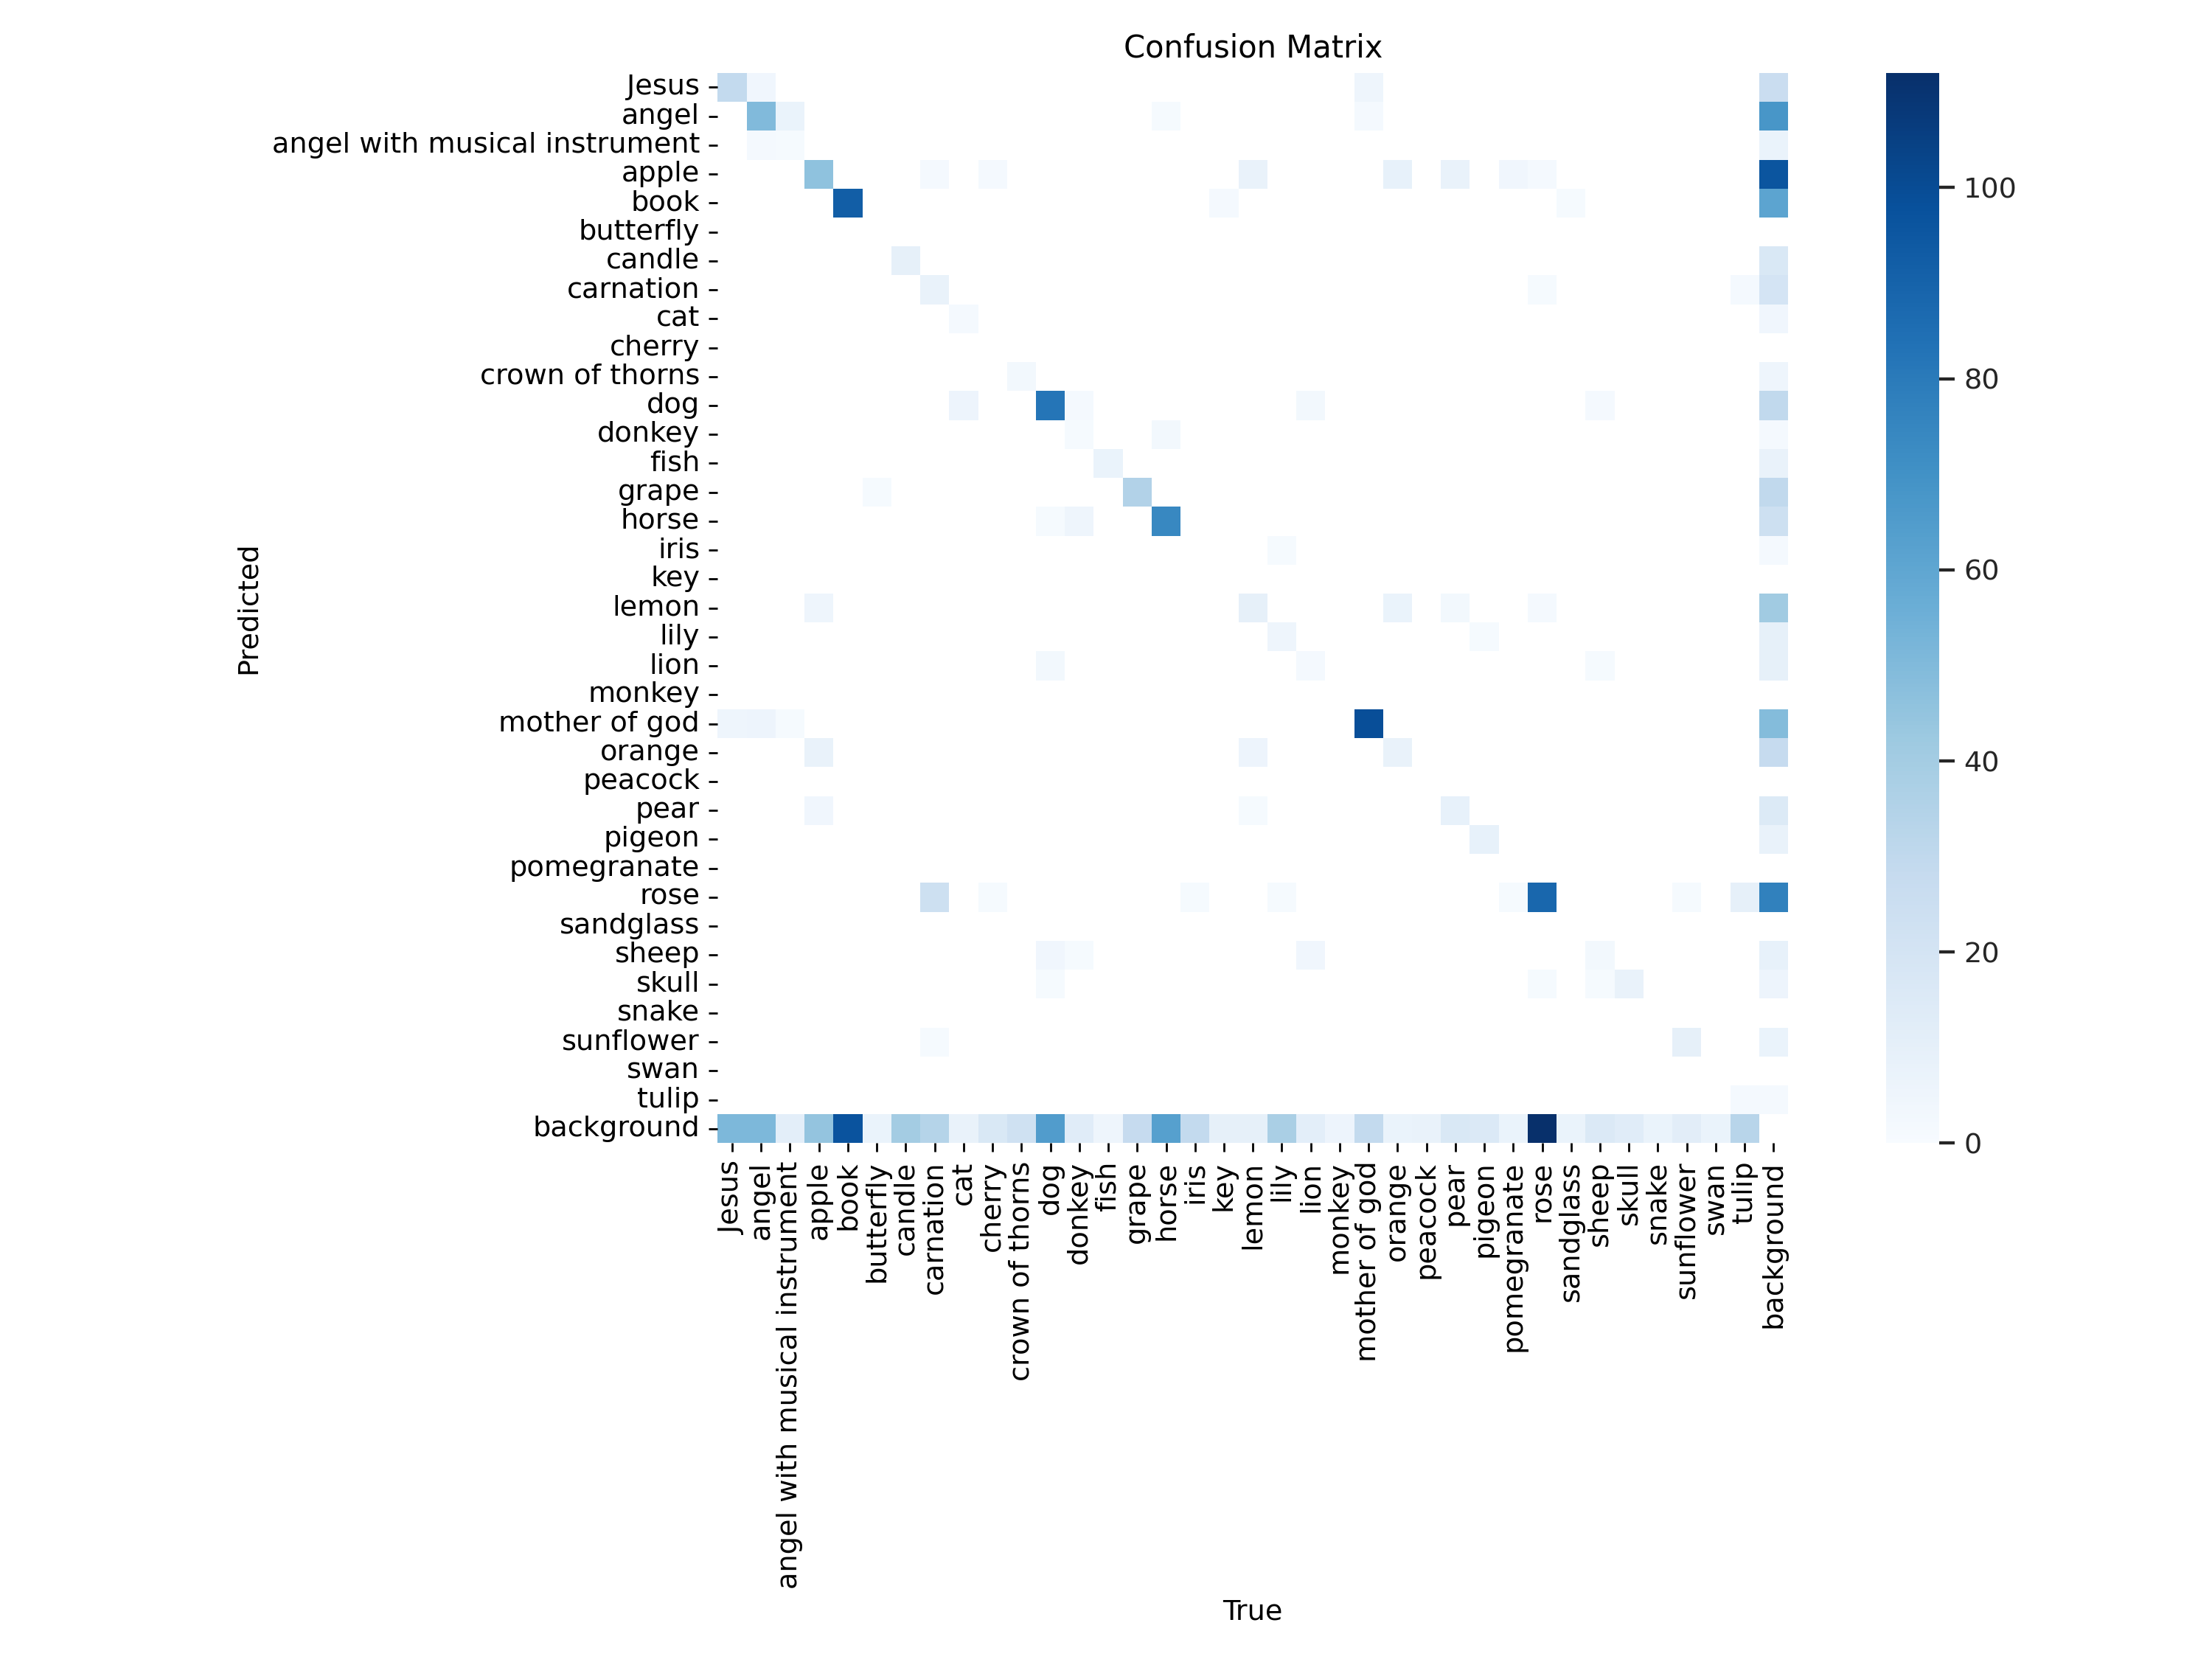 Confusion Matrix
Jesus
angel
angel with musical instrument
apple
book
butterfly
candle
carnation
cat
cherry
crown of thorns
dog
donkey
fish
grape
horse
iris
key
lemon
lily
lion
monkey
mother of god
orange
peacock
pear
pigeon
pomegranate
rose
sandglass
sheep
skull
snake
sunflower
swan
tulip
background
Predicted
Jesus
angel
angel with musical instrument
apple
book
butterfly
candle
carnation
cat
cherry
crown of thorns
dog
donkey
fish
grape
horse
iris
key
lemon
lily
lion
monkey
mother of god
orange
peacock
pear
pigeon
pomegranate
rose
sandglass
sheep
skull
snake
sunflower
swan
tulip
background
True
100
80
60
40
20
0